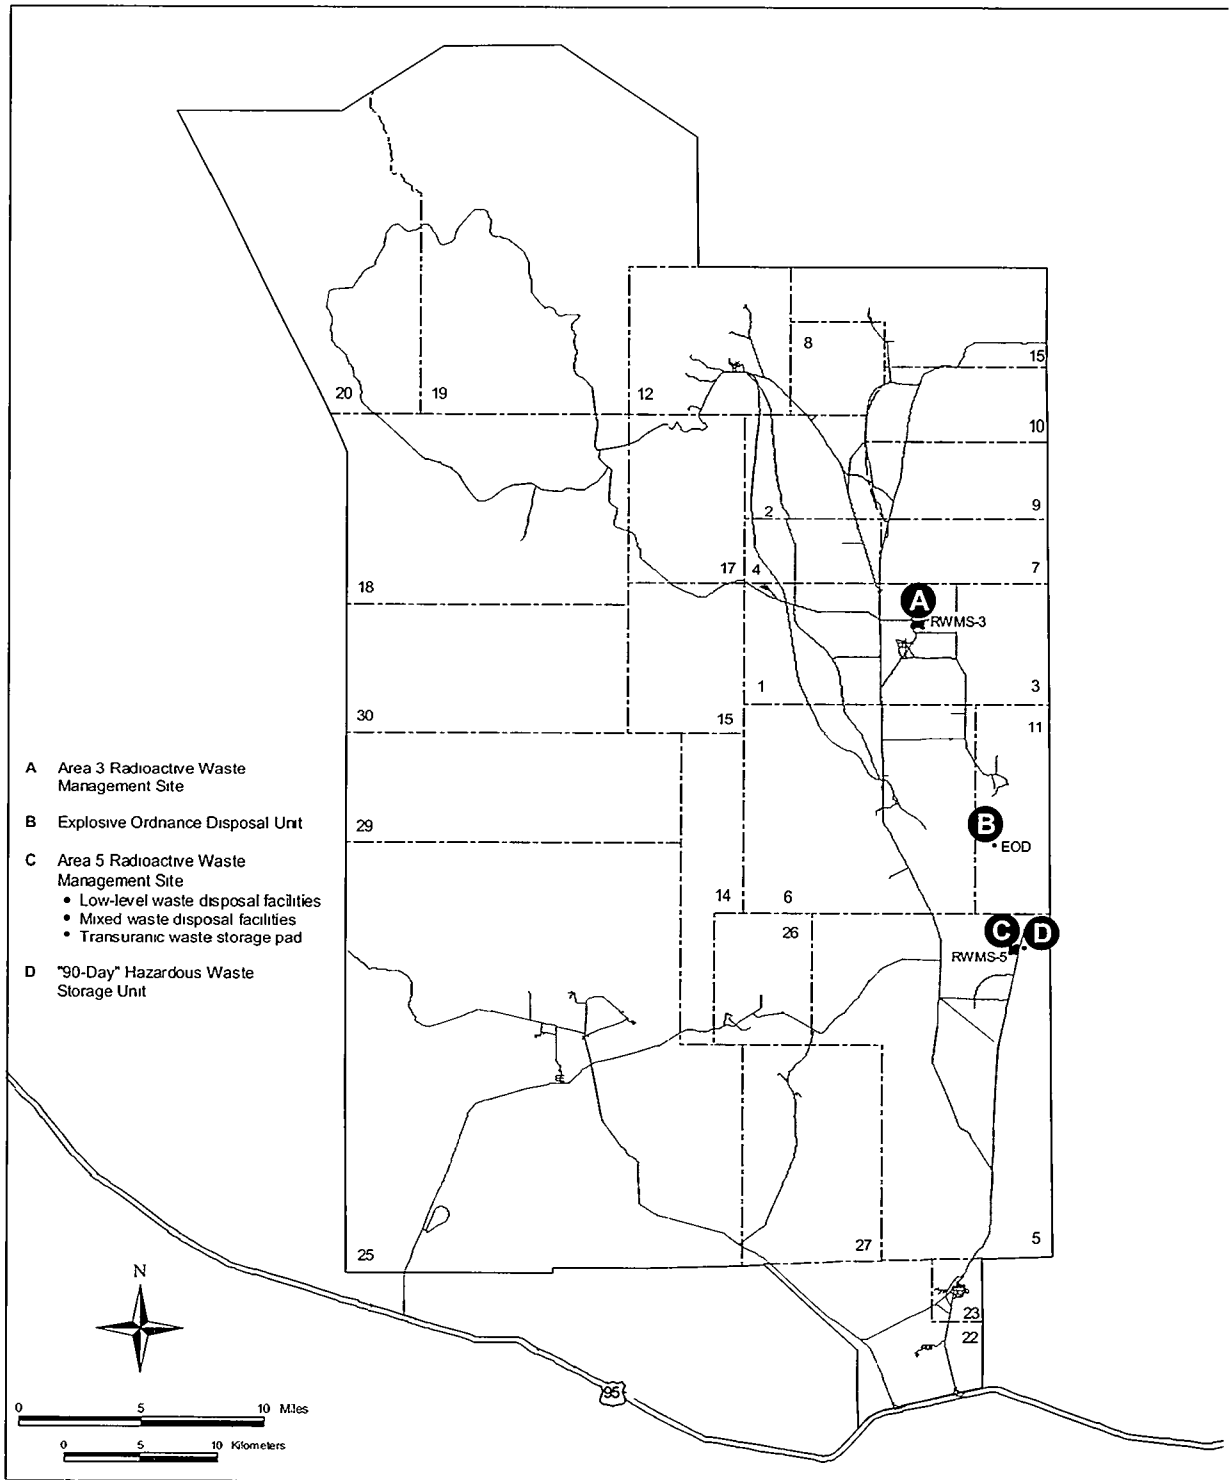 8
15
20
19
12
10
2
9
17
4
7
18
A
RWMS-3
1
3
30
15
11
A Area 3 Radioactive Waste
Management Site
B Explosive Ordnance Disposal Unit
C Area 5 Radioactive Waste
Management Site
• Low-level waste disposal facilities
• Mixed waste disposal facilities
• Transuranic waste storage pad
D "90-Day" Hazardous Waste
Storage Unit
29
B
EOD
14
6
26
C
D
RWMS-5
25
27
5
N
23
22
95
0 5 10 Miles
0 5 10 Kilometers